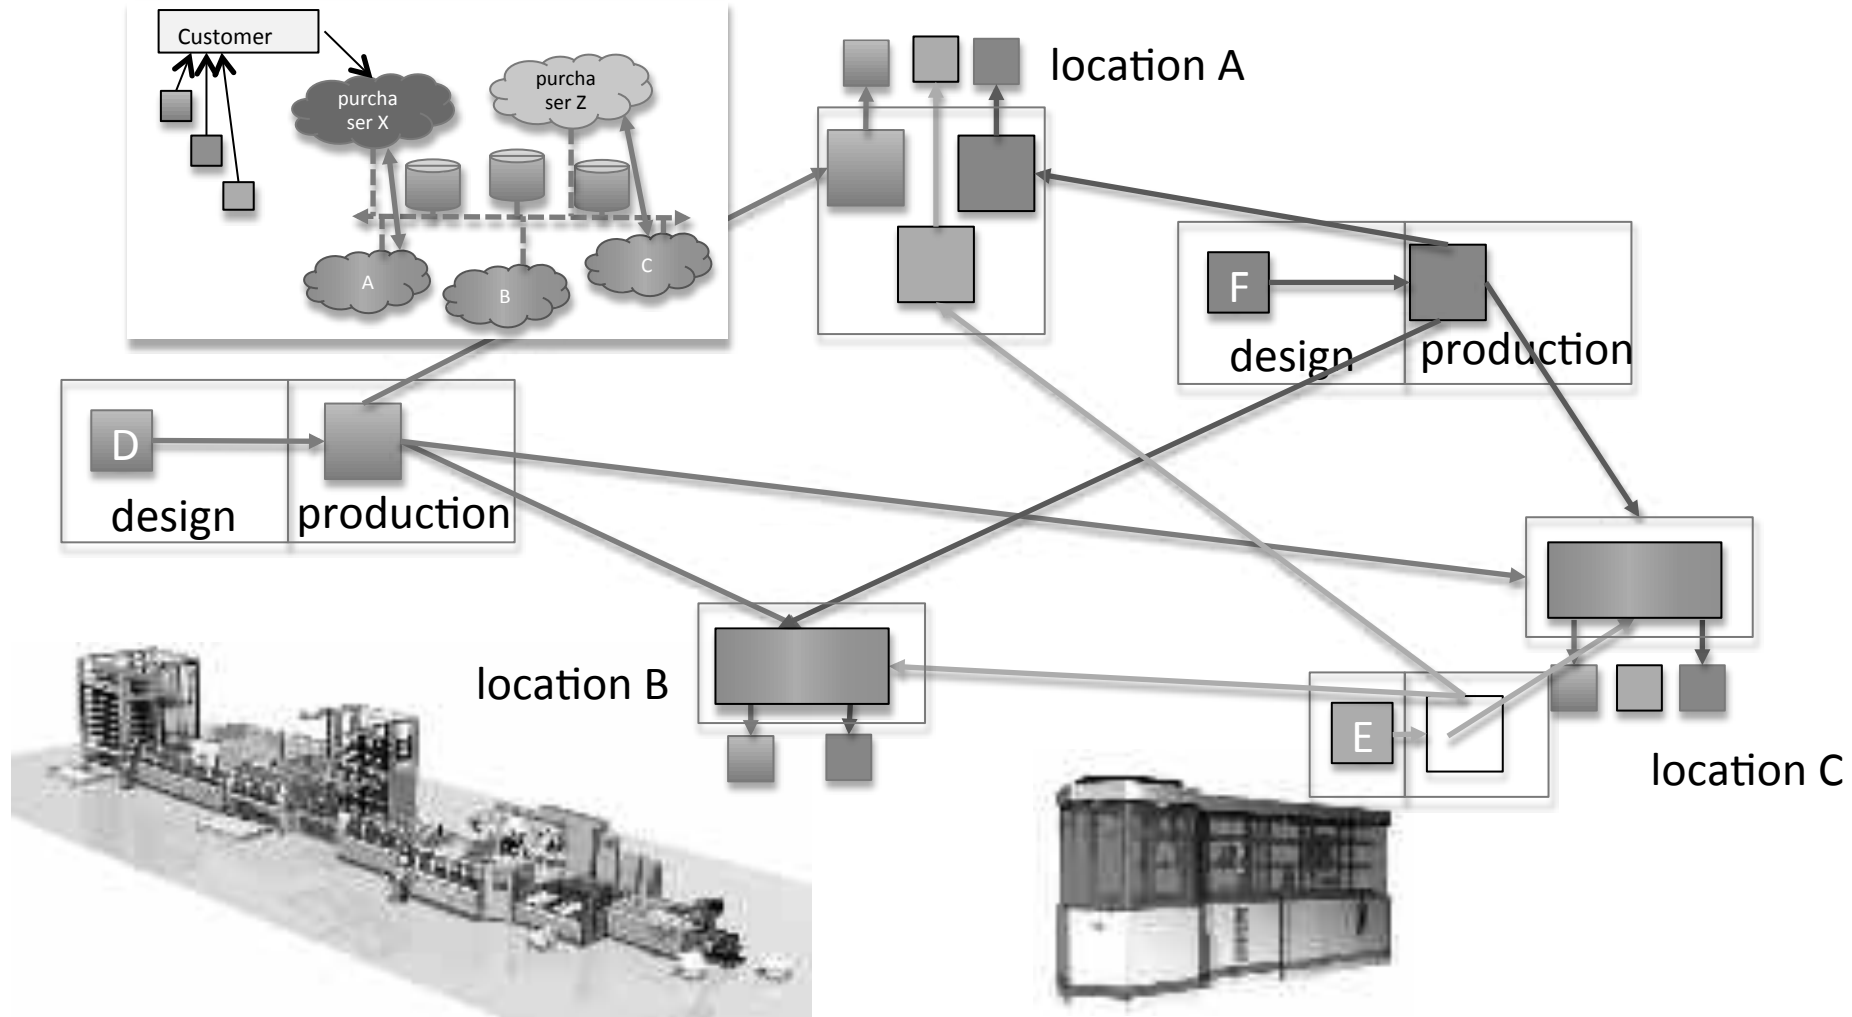 Customer
purcha
ser X
purcha
ser Z
A
B
C
location A
F
design
production
D
design
production
location B
E
location C